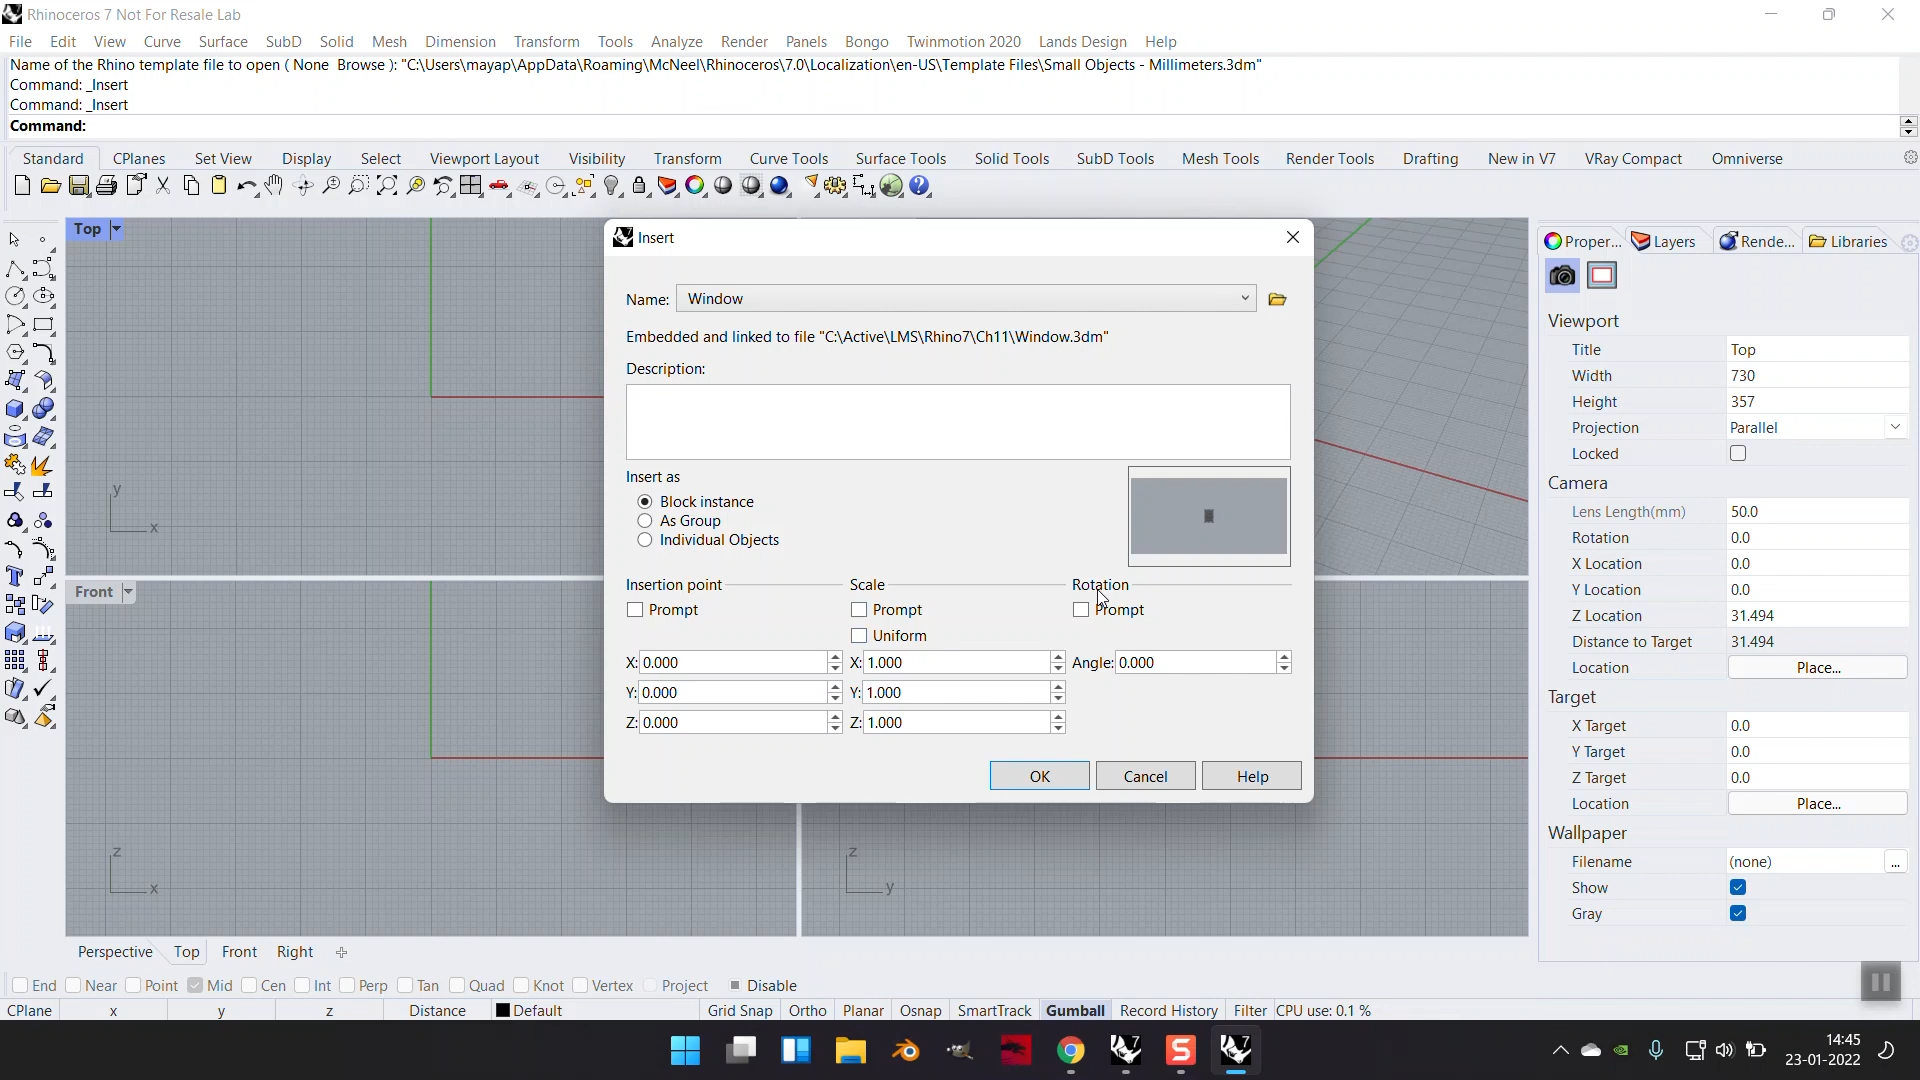 Rhinoceros 7 Not For Resale Lab
File Edit View Curve Surface SubD Solid Mesh Dimension Transform Tools Analyze Render Panels Bongo Twinmotion 2020 Lands Design Help
Name of the Rhino template file to open ( None Browse ): "C:\Users\mayap\AppData\Roaming\McNeel\Rhinoceros\7.0\Localization\en-US\Template Files\Small Objects - Millimeters.3dm"
Command: _Insert
Command: _Insert
Command:
Standard CPlanes Set View Display Select Viewport Layout Visibility Transform Curve Tools Surface Tools Solid Tools SubD Tools Mesh Tools Render Tools Drafting New in V7 VRay Compact Omniverse
Top
Insert
Name: Window
Embedded and linked to file "C:\Active\LMS\Rhino7\Ch11\Window.3dm"
Description:
Insert as
Block instance
As Group
Individual Objects
Insertion point Scale Rotation
Prompt Prompt Prompt
Uniform
X: 0.000 X: 1.000 Angle: 0.000
Y: 0.000 Y: 1.000
Z: 0.000 Z: 1.000
OK Cancel Help
y
x
Front
z
x
z
y
Proper... Layers Rende... Libraries
Viewport
Title Top
Width 730
Height 357
Projection Parallel
Locked
Camera
Lens Length(mm) 50.0
Rotation 0.0
X Location 0.0
Y Location 0.0
Z Location 31.494
Distance to Target 31.494
Location Place...
Target
X Target 0.0
Y Target 0.0
Z Target 0.0
Location Place...
Wallpaper
Filename (none) ...
Show
Gray
Perspective Top Front Right
End Near Point Mid Cen Int Perp Tan Quad Knot Vertex Project Disable
CPlane x y z Distance Default Grid Snap Ortho Planar Osnap SmartTrack Gumball Record History Filter CPU use: 0.1 %
14:45
23-01-2022